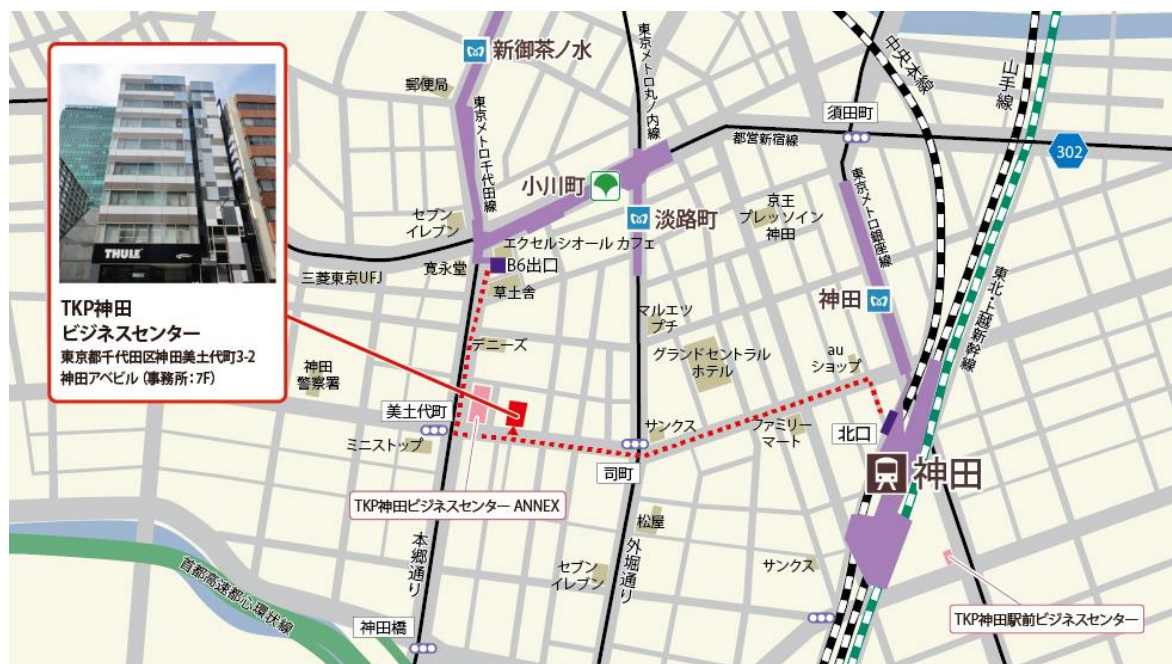 新御茶ノ水
郵便局
東京メトロ千代田線
東京メトロ丸ノ内線
中央本線
山手線
須田町
都営新宿線
302
小川町
淡路町
東京メトロ銀座線
京王
プレッソイン
神田
セブン
イレブン
エクセルシオール カフェ
B6出口
寛永堂
草土舎
三菱東京UFJ
THULE
TKP神田
ビジネスセンター
東京都千代田区神田美土代町3-2
神田アベビル (事務所:7F)
東北・上越新幹線
神田
マルエツ
プチ
デニーズ
グランドセントラル
ホテル
au
ショップ
神田
警察署
美土代町
ミニストップ
サンクス
ファミリー
マート
北口
司町
神田
TKP神田ビジネスセンター ANNEX
松屋
本郷通り
外堀通り
セブン
イレブン
サンクス
首都高速都心環状線
神田橋
TKP神田駅前ビジネスセンター